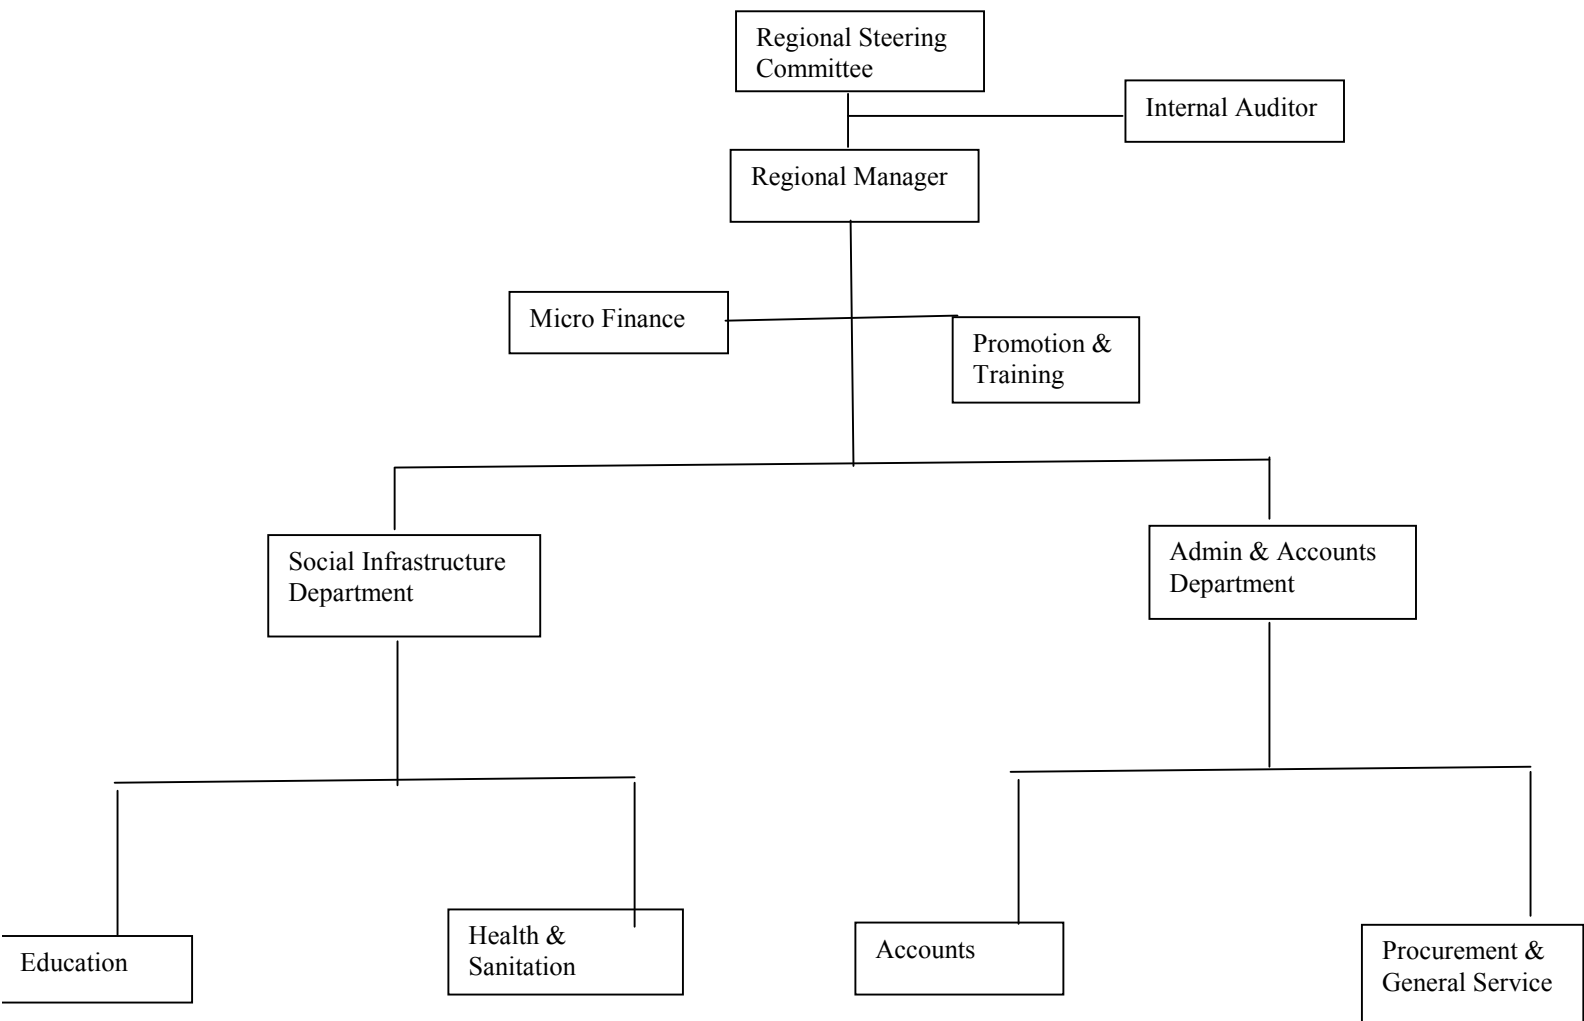 Regional Steering
Committee
Internal Auditor
Regional Manager
Micro Finance
Promotion &
Training
Social Infrastructure
Department
Admin & Accounts
Department
Education
Health &
Sanitation
Accounts
Procurement &
General Service